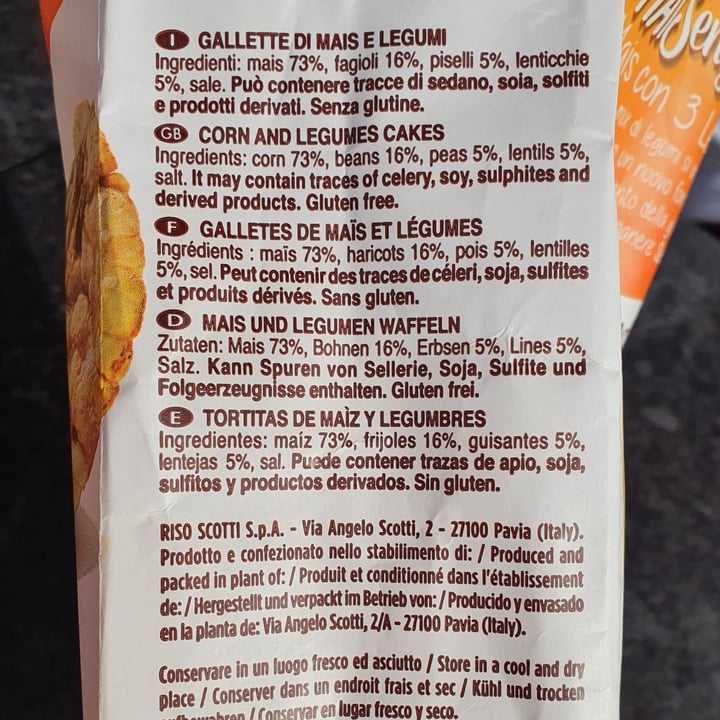 I GALLETTE DI MAIS E LEGUMI
Ingredienti: mais 73%, fagioli 16%, piselli 5%, lenticchie
5%, sale. Può contenere tracce di sedano, soia, solfiti
e prodotti derivati. Senza glutine.
GB CORN AND LEGUMES CAKES
Ingredients: corn 73%, beans 16%, peas 5%, lentils 5%,
salt. It may contain traces of celery, soy, sulphites and
derived products. Gluten free.
F GALLETES DE MAÏS ET LÉGUMES
Ingrédients : maïs 73%, haricots 16%, pois 5%, lentilles
5%, sel. Peut contenir des traces de céleri, soja, sulfites
et produits dérivés. Sans gluten.
D MAIS UND LEGUMEN WAFFELN
Zutaten: Mais 73%, Bohnen 16%, Erbsen 5%, Lines 5%,
Salz. Kann Spuren von Sellerie, Soja, Sulfite und
Folgeerzeugnisse enthalten. Gluten frei.
E TORTITAS DE MAÌZ Y LEGUMBRES
Ingredientes: maíz 73%, frijoles 16%, guisantes 5%,
lentejas 5%, sal. Puede contener trazas de apio, soja,
sulfitos y productos derivados. Sin gluten.
RISO SCOTTI S.p.A. - Via Angelo Scotti, 2 - 27100 Pavia (Italy).
Prodotto e confezionato nello stabilimento di: / Produced and
packed in plant of: / Produit et conditionné dans l'établissement
de: / Hergestellt und verpackt im Betrieb von: / Producido y envasado
en la planta de: Via Angelo Scotti, 2/A - 27100 Pavia (Italy).
Conservare in un luogo fresco ed asciutto / Store in a cool and dry
place / Conserver dans un endroit frais et sec / Kühl und trocken
/ Conservar en lugar fresco y seco.
con 3
di legumi
un nuovo